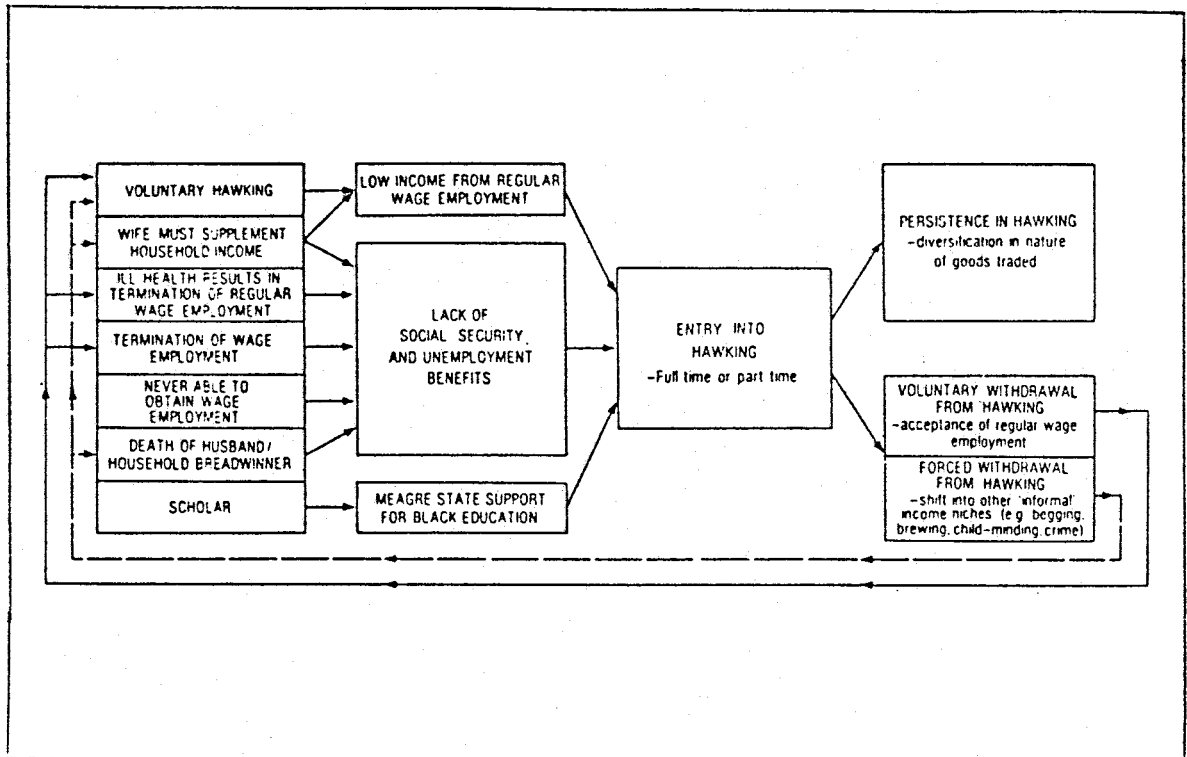 VOLUNTARY HAWKING
WIFE MUST SUPPLEMENT
HOUSEHOLD INCOME
ILL HEALTH RESULTS IN
TERMINATION OF REGULAR
WAGE EMPLOYMENT
TERMINATION OF WAGE
EMPLOYMENT
NEVER ABLE TO
OBTAIN WAGE
EMPLOYMENT
DEATH OF HUSBAND/
HOUSEHOLD BREADWINNER
SCHOLAR
LOW INCOME FROM REGULAR
WAGE EMPLOYMENT
LACK OF
SOCIAL SECURITY
AND UNEMPLOYMENT
BENEFITS
MEAGRE STATE SUPPORT
FOR BLACK EDUCATION
ENTRY INTO
HAWKING
-Full time or part time
PERSISTENCE IN HAWKING
-diversification in nature
of goods traded
VOLUNTARY WITHDRAWAL
FROM HAWKING
-acceptance of regular wage
employment
FORCED WITHDRAWAL
FROM HAWKING
-shift into other 'informal'
income niches (e.g. begging,
brewing, child-minding, crime)